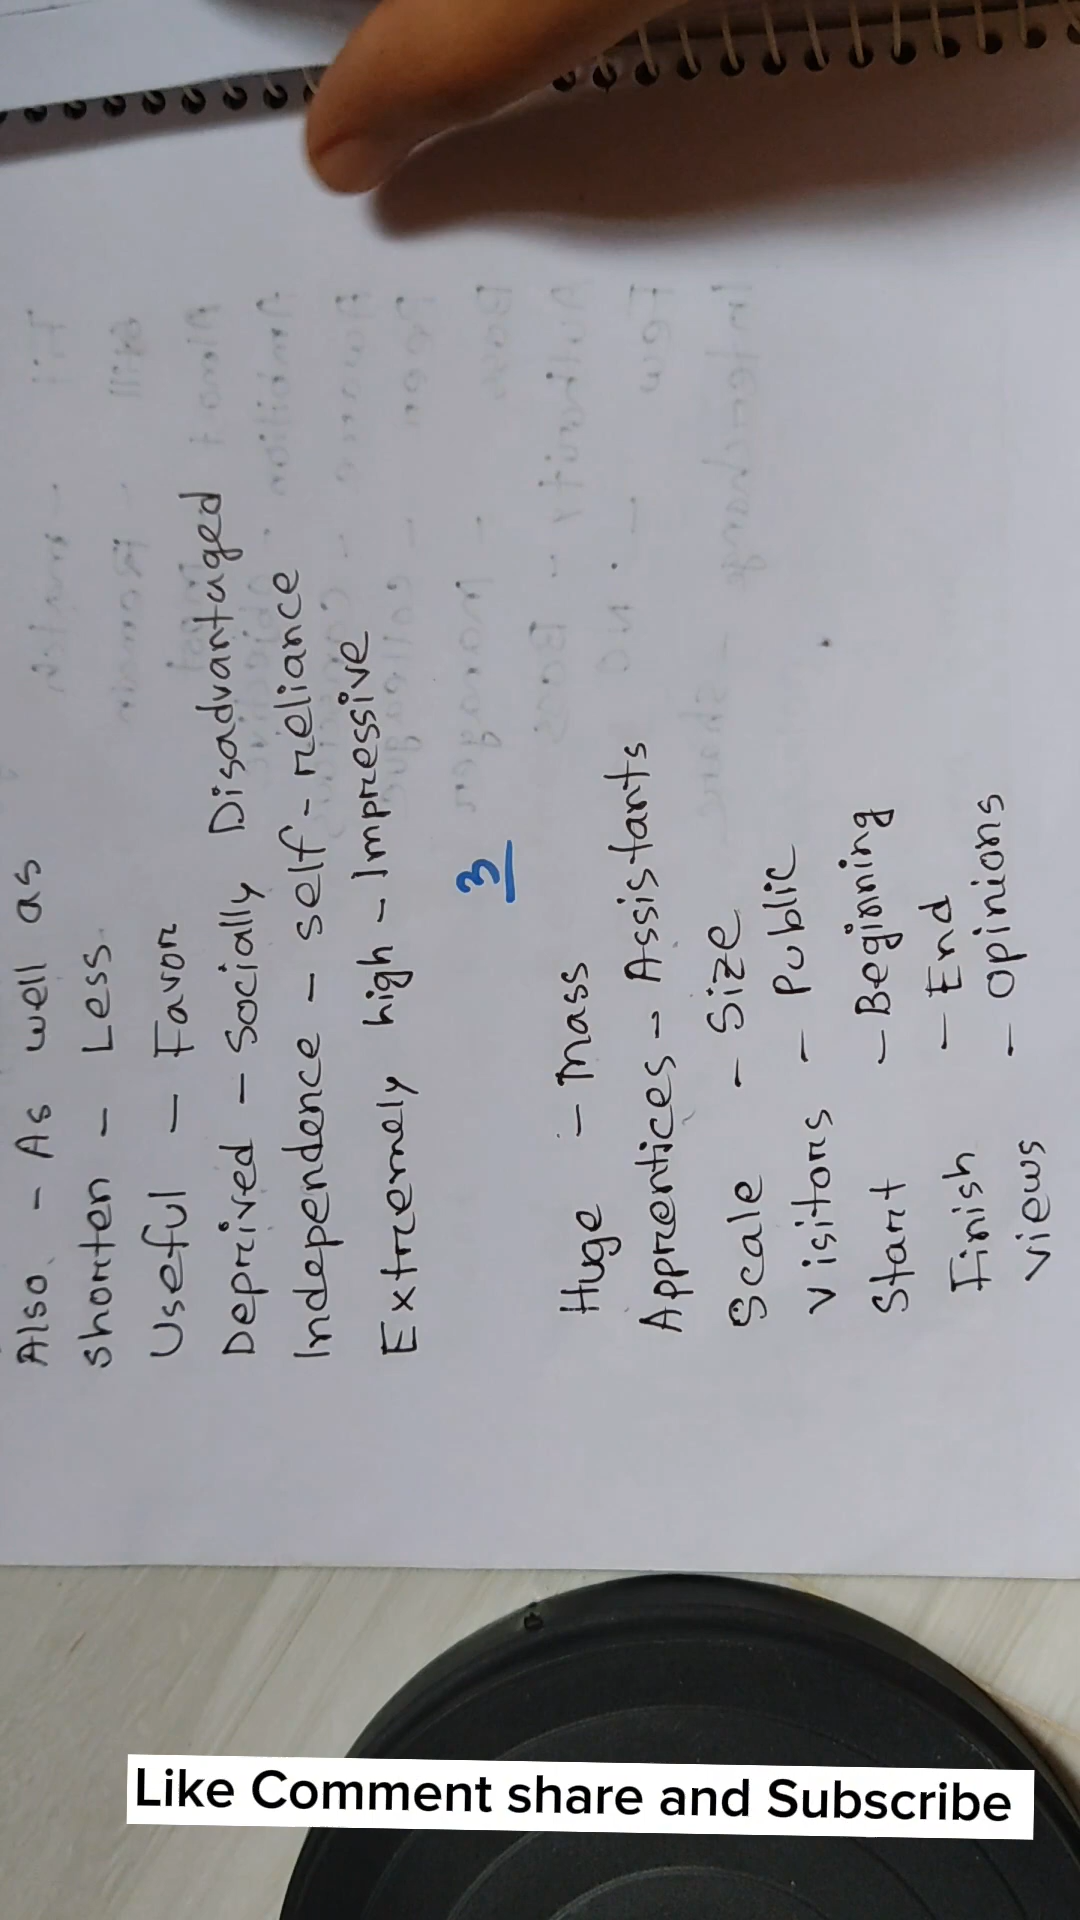 Also - As well as
Shorten - Less
Useful - Favor
Deprived - Socially Disadvantaged
Independence - self-reliance
Extremely high - Impressive
3
Huge - Mass
Apprentices - Assistants
Scale - Size
Visitors - Public
Start - Beginning
Finish - End
Views - Opinions
Like Comment share and Subscribe